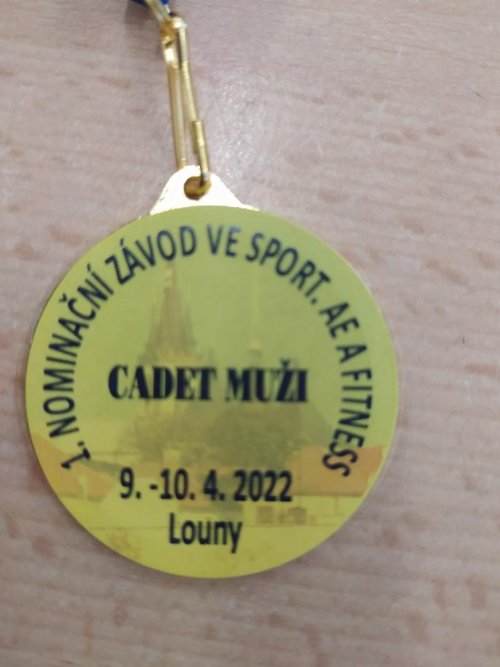 1. NOMINAČNÍ ZÁVOD VE SPORT. AE A FITNESS
CADET MUŽI
9. -10. 4. 2022
Louny